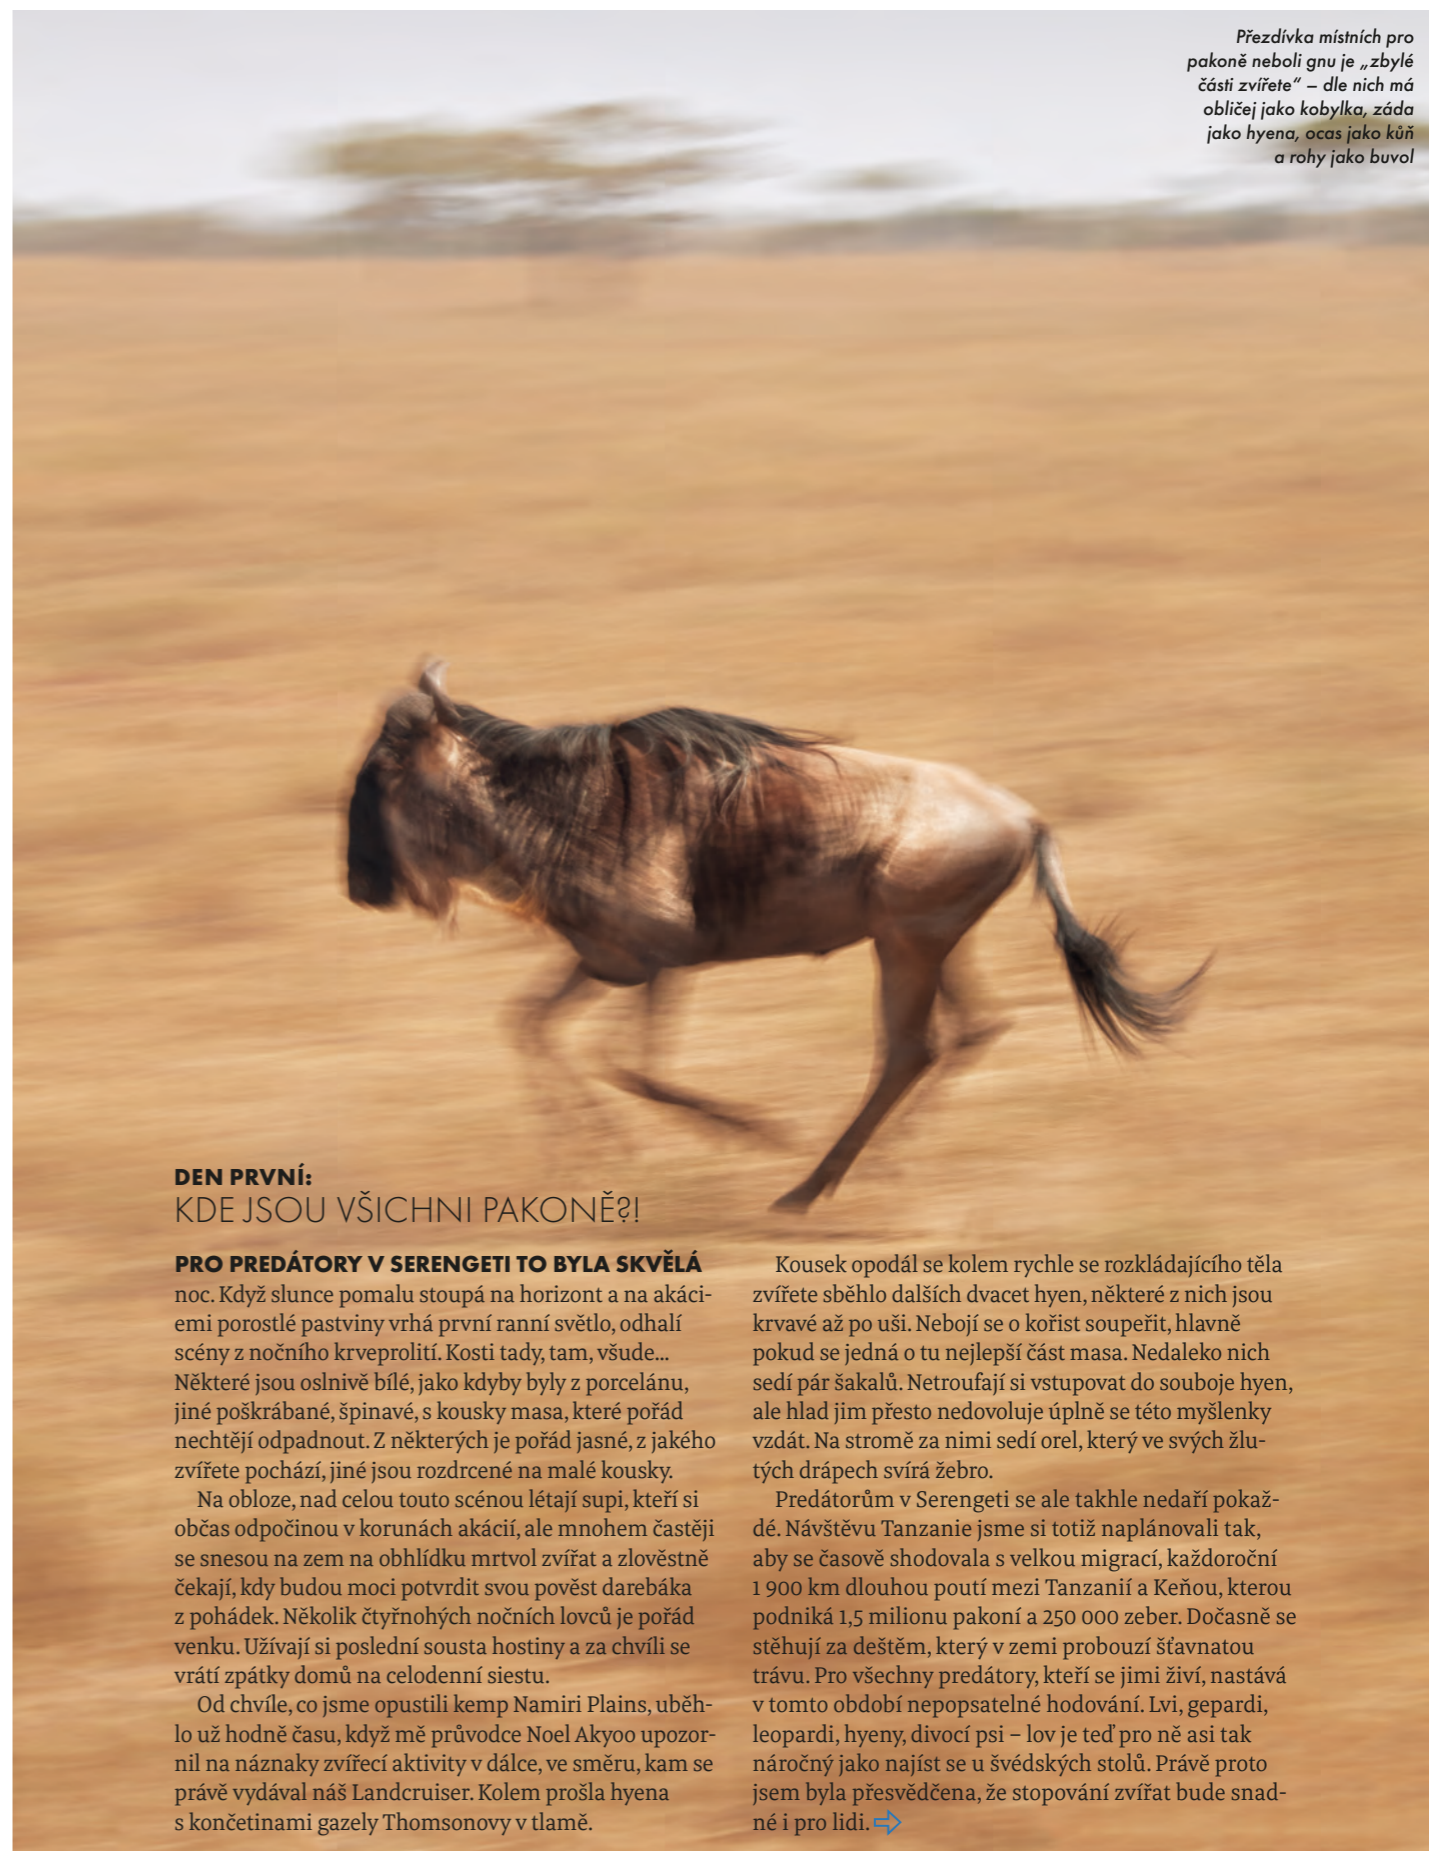 Přezdívka místních pro
pakoně neboli gnu je „zbylé
části zvířete“ – dle nich má
obličej jako kobylka, záda
jako hyena, ocas jako kůň
a rohy jako buvol
DEN PRVNÍ:
KDE JSOU VŠICHNI PAKONĚ?!
PRO PREDÁTORY V SERENGETI TO BYLA SKVĚLÁ
noc. Když slunce pomalu stoupá na horizont a na akáci-
emi porostlé pastviny vrhá první ranní světlo, odhalí
scény z nočního krveprolití. Kosti tady, tam, všude...
Některé jsou oslnivě bílé, jako kdyby byly z porcelánu,
jiné poškrábané, špinavé, s kousky masa, které pořád
nechtějí odpadnout. Z některých je pořád jasné, z jakého
zvířete pochází, jiné jsou rozdrcené na malé kousky.
Na obloze, nad celou touto scénou létají supi, kteří si
občas odpočinou v korunách akácií, ale mnohem častěji
se snesou na zem na obhlídku mrtvol zvířat a zlověstně
čekají, kdy budou moci potvrdit svou pověst darebáka
z pohádek. Několik čtyřnohých nočních lovců je pořád
venku. Užívají si poslední sousta hostiny a za chvíli se
vrátí zpátky domů na celodenní siestu.
Od chvíle, co jsme opustili kemp Namiri Plains, uběh-
lo už hodně času, když mě průvodce Noel Akyoo upozor-
nil na náznaky zvířecí aktivity v dálce, ve směru, kam se
právě vydával náš Landcruiser. Kolem prošla hyena
s končetinami gazely Thomsonovy v tlamě.
Kousek opodál se kolem rychle se rozkládajícího těla
zvířete sběhlo dalších dvacet hyen, některé z nich jsou
krvavé až po uši. Nebojí se o kořist soupeřit, hlavně
pokud se jedná o tu nejlepší část masa. Nedaleko nich
sedí pár šakalů. Netroufají si vstupovat do souboje hyen,
ale hlad jim přesto nedovoluje úplně se této myšlenky
vzdát. Na stromě za nimi sedí orel, který ve svých žlu-
tých drápech svírá žebro.
Predátorům v Serengeti se ale takhle nedaří pokaž-
dé. Návštěvu Tanzanie jsme si totiž naplánovali tak,
aby se časově shodovala s velkou migrací, každoroční
1 900 km dlouhou poutí mezi Tanzanií a Keňou, kterou
podniká 1,5 milionu pakoní a 250 000 zeber. Dočasně se
stěhují za deštěm, který v zemi probouzí šťavnatou
trávu. Pro všechny predátory, kteří se jimi živí, nastává
v tomto období nepopsatelné hodování. Lvi, gepardi,
leopardi, hyeny, divocí psi – lov je teď pro ně asi tak
náročný jako najíst se u švédských stolů. Právě proto
jsem byla přesvědčena, že stopování zvířat bude snad-
né i pro lidi.